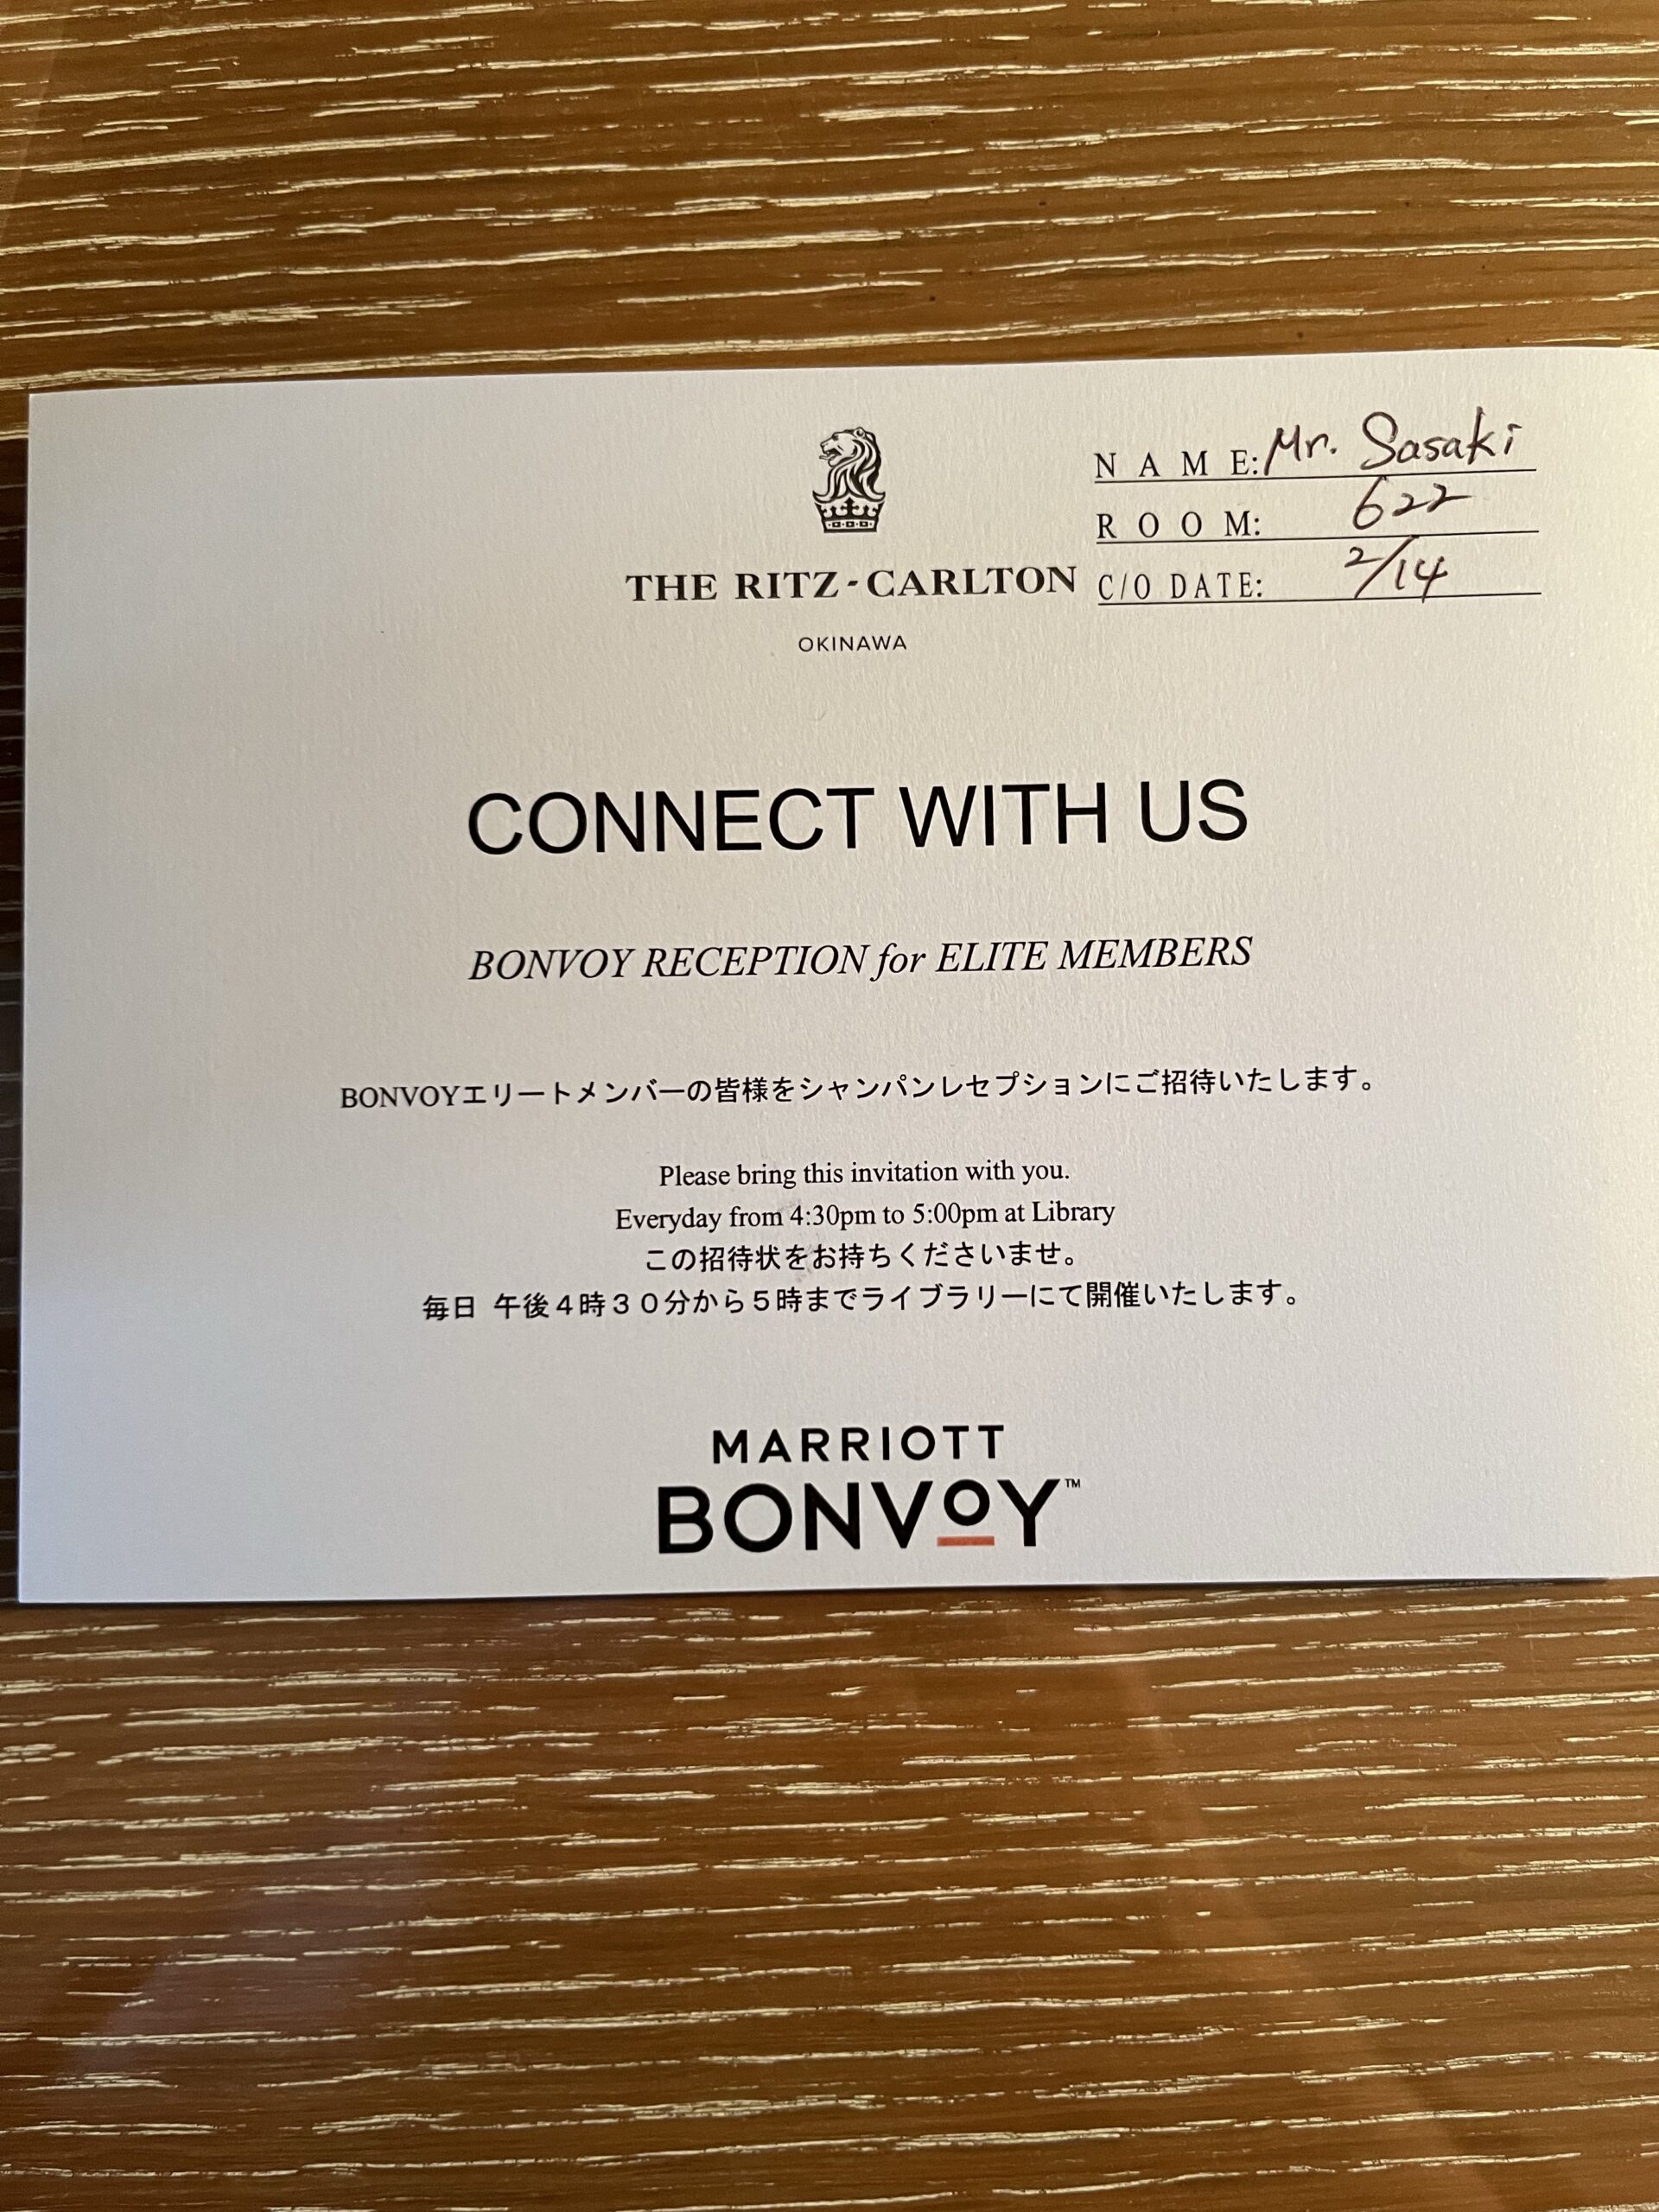 NAME: Mr. Sasaki
ROOM: 622
THE RITZ-CARLTON
C/O DATE: 2/14
OKINAWA
CONNECT WITH US
BONVOY RECEPTION for ELITE MEMBERS
BONVOYエリートメンバーの皆様をシャンパンレセプションにご招待いたします。
Please bring this invitation with you.
Everyday from 4:30pm to 5:00pm at Library
この招待状をお持ちくださいませ。
毎日 午後４時３０分から５時までライブラリーにて開催いたします。
MARRIOTT
BONVOY™